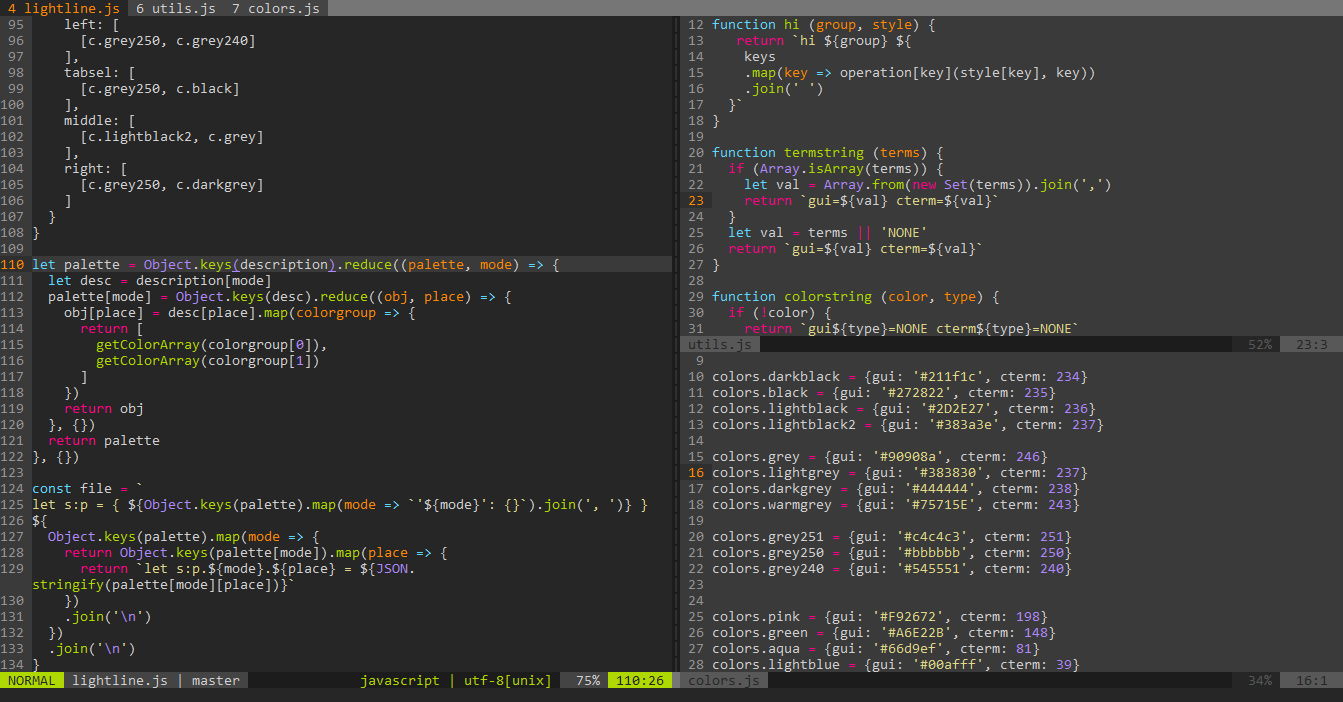 4 lightline.js  6 utils.js  7 colors.js
95     left: [
96       [c.grey250, c.grey240]
97     ],
98     tabsel: [
99       [c.grey250, c.black]
100     ],
101     middle: [
102       [c.lightblack2, c.grey]
103     ],
104     right: [
105       [c.grey250, c.darkgrey]
106     ]
107   }
108 }
109
110 let palette = Object.keys(description).reduce((palette, mode) => {
111   let desc = description[mode]
112   palette[mode] = Object.keys(desc).reduce((obj, place) => {
113     obj[place] = desc[place].map(colorgroup => {
114       return [
115         getColorArray(colorgroup[0]),
116         getColorArray(colorgroup[1])
117       ]
118     })
119     return obj
120   }, {})
121   return palette
122 }, {})
123
124 const file = `
125 let s:p = { ${Object.keys(palette).map(mode => `'${mode}': {}`).join(', ')} }
126 ${
127   Object.keys(palette).map(mode => {
128     return Object.keys(palette[mode]).map(place => {
129       return `let s:p.${mode}.${place} = ${JSON.
stringify(palette[mode][place])}`
130     })
131     .join('\n')
132   })
133   .join('\n')
134 }
NORMAL  lightline.js | master  javascript | utf-8[unix]  75%  110:26
12 function hi (group, style) {
13    return `hi ${group} ${
14     keys
15     .map(key => operation[key](style[key], key))
16     .join(' ')
17   }`
18 }
19
20 function termstring (terms) {
21   if (Array.isArray(terms)) {
22     let val = Array.from(new Set(terms)).join(',')
23     return `gui=${val} cterm=${val}`
24   }
25   let val = terms || 'NONE'
26   return `gui=${val} cterm=${val}`
27 }
28
29 function colorstring (color, type) {
30   if (!color) {
31     return `gui${type}=NONE cterm${type}=NONE`
utils.js  52%  23:3
9
10 colors.darkblack = {gui: '#211f1c', cterm: 234}
11 colors.black = {gui: '#272822', cterm: 235}
12 colors.lightblack = {gui: '#2D2E27', cterm: 236}
13 colors.lightblack2 = {gui: '#383a3e', cterm: 237}
14
15 colors.grey = {gui: '#90908a', cterm: 246}
16 colors.lightgrey = {gui: '#383830', cterm: 237}
17 colors.darkgrey = {gui: '#444444', cterm: 238}
18 colors.warmgrey = {gui: '#75715E', cterm: 243}
19
20 colors.grey251 = {gui: '#c4c4c3', cterm: 251}
21 colors.grey250 = {gui: '#bbbbbb', cterm: 250}
22 colors.grey240 = {gui: '#545551', cterm: 240}
23
24
25 colors.pink = {gui: '#F92672', cterm: 198}
26 colors.green = {gui: '#A6E22B', cterm: 148}
27 colors.aqua = {gui: '#66d9ef', cterm: 81}
28 colors.lightblue = {gui: '#00afff', cterm: 39}
colors.js  34%  16:1